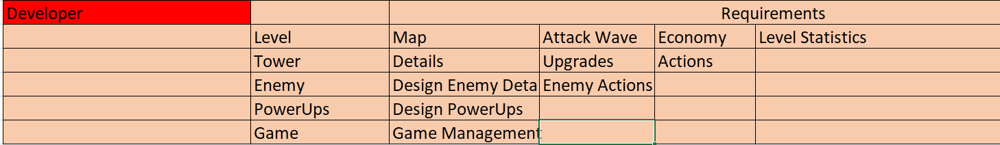 Developer Requirements
Level Map Attack Wave Economy Level Statistics
Tower Details Upgrades Actions
Enemy Design Enemy Deta Enemy Actions
PowerUps Design PowerUps
Game Game Management